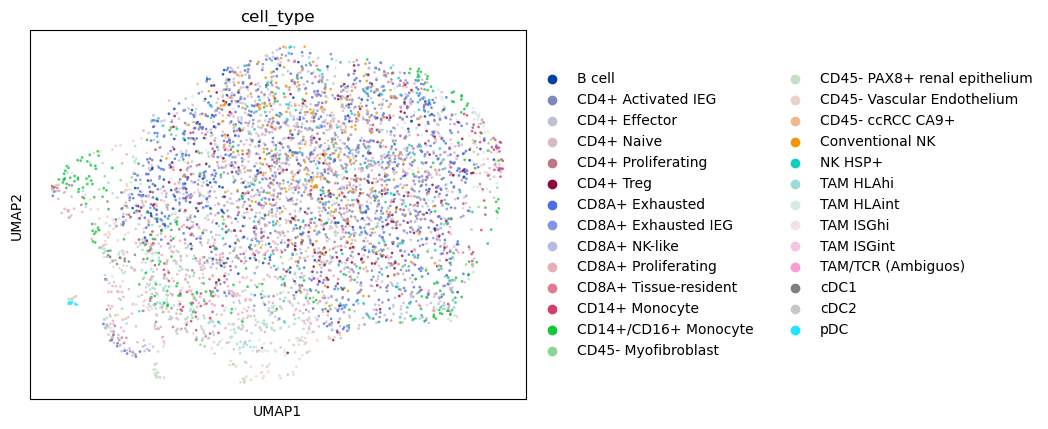 cell_type
UMAP2
UMAP1
B cell
CD4+ Activated IEG
CD4+ Effector
CD4+ Naive
CD4+ Proliferating
CD4+ Treg
CD8A+ Exhausted
CD8A+ Exhausted IEG
CD8A+ NK-like
CD8A+ Proliferating
CD8A+ Tissue-resident
CD14+ Monocyte
CD14+/CD16+ Monocyte
CD45- Myofibroblast
CD45- PAX8+ renal epithelium
CD45- Vascular Endothelium
CD45- ccRCC CA9+
Conventional NK
NK HSP+
TAM HLAhi
TAM HLAint
TAM ISGhi
TAM ISGint
TAM/TCR (Ambiguos)
cDC1
cDC2
pDC